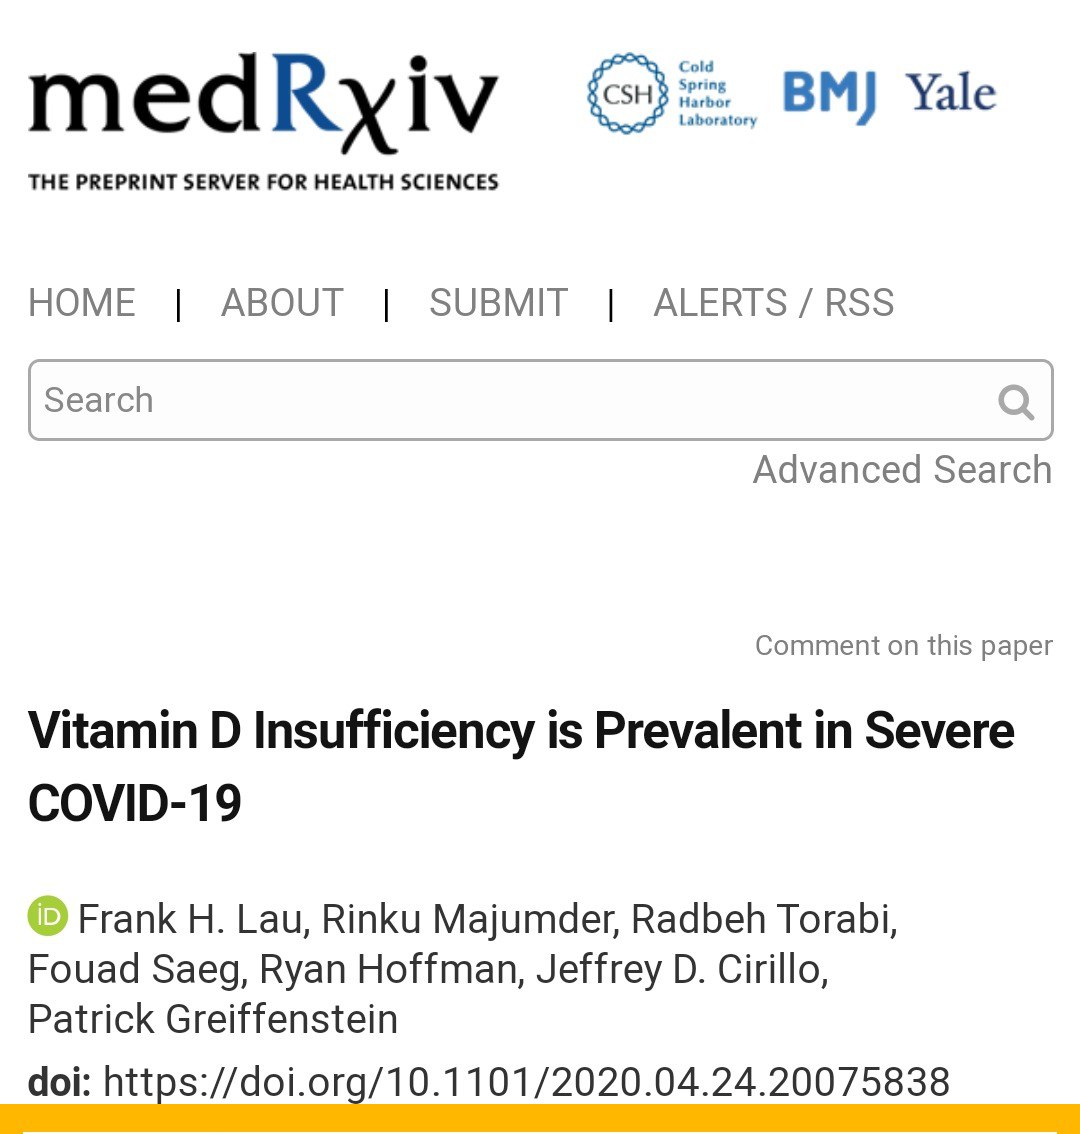 medRxiv
THE PREPRINT SERVER FOR HEALTH SCIENCES
CSH
Cold
Spring
Harbor
Laboratory
BMJ
Yale
HOME | ABOUT | SUBMIT | ALERTS / RSS
Search
Advanced Search
Comment on this paper
Vitamin D Insufficiency is Prevalent in Severe
COVID-19
iD Frank H. Lau, Rinku Majumder, Radbeh Torabi,
Fouad Saeg, Ryan Hoffman, Jeffrey D. Cirillo,
Patrick Greiffenstein
doi: https://doi.org/10.1101/2020.04.24.20075838